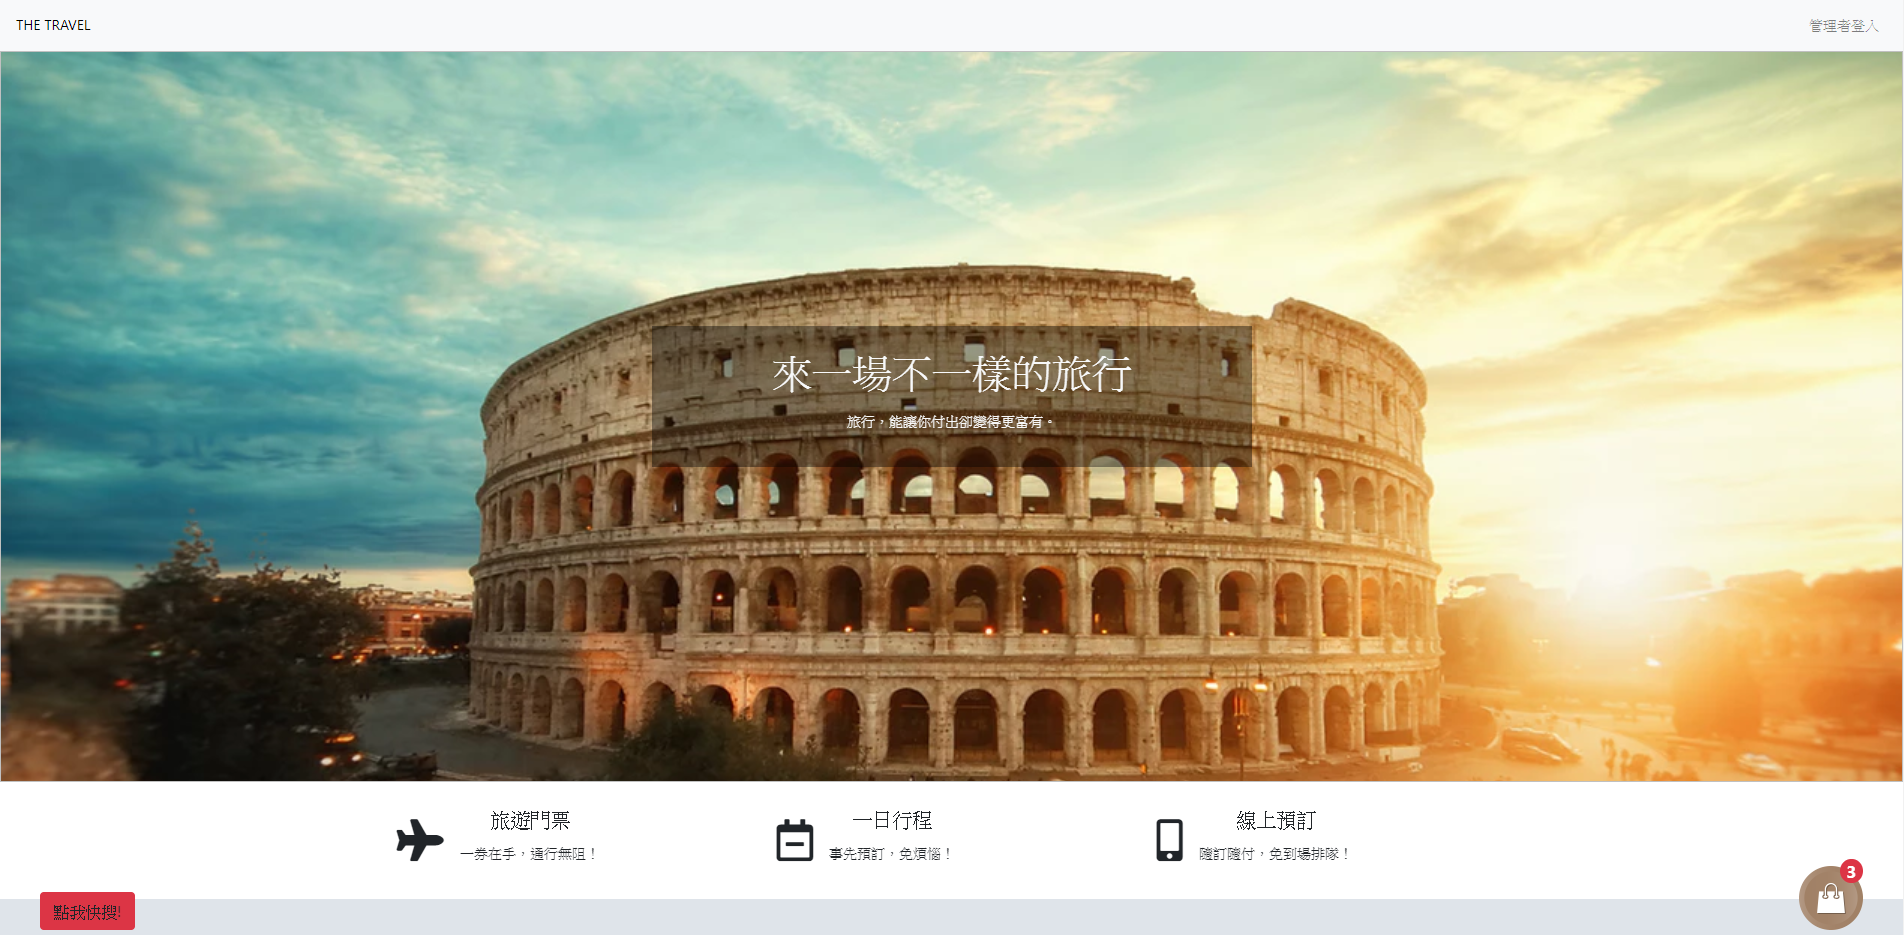 THE TRAVEL
管理者登入
來一場不一樣的旅行
旅行，能讓你付出卻變得更富有。
旅遊門票
一券在手，通行無阻！
一日行程
事先預訂，免煩惱！
線上預訂
隨訂隨付，免到場排隊！
點我快搜!
3